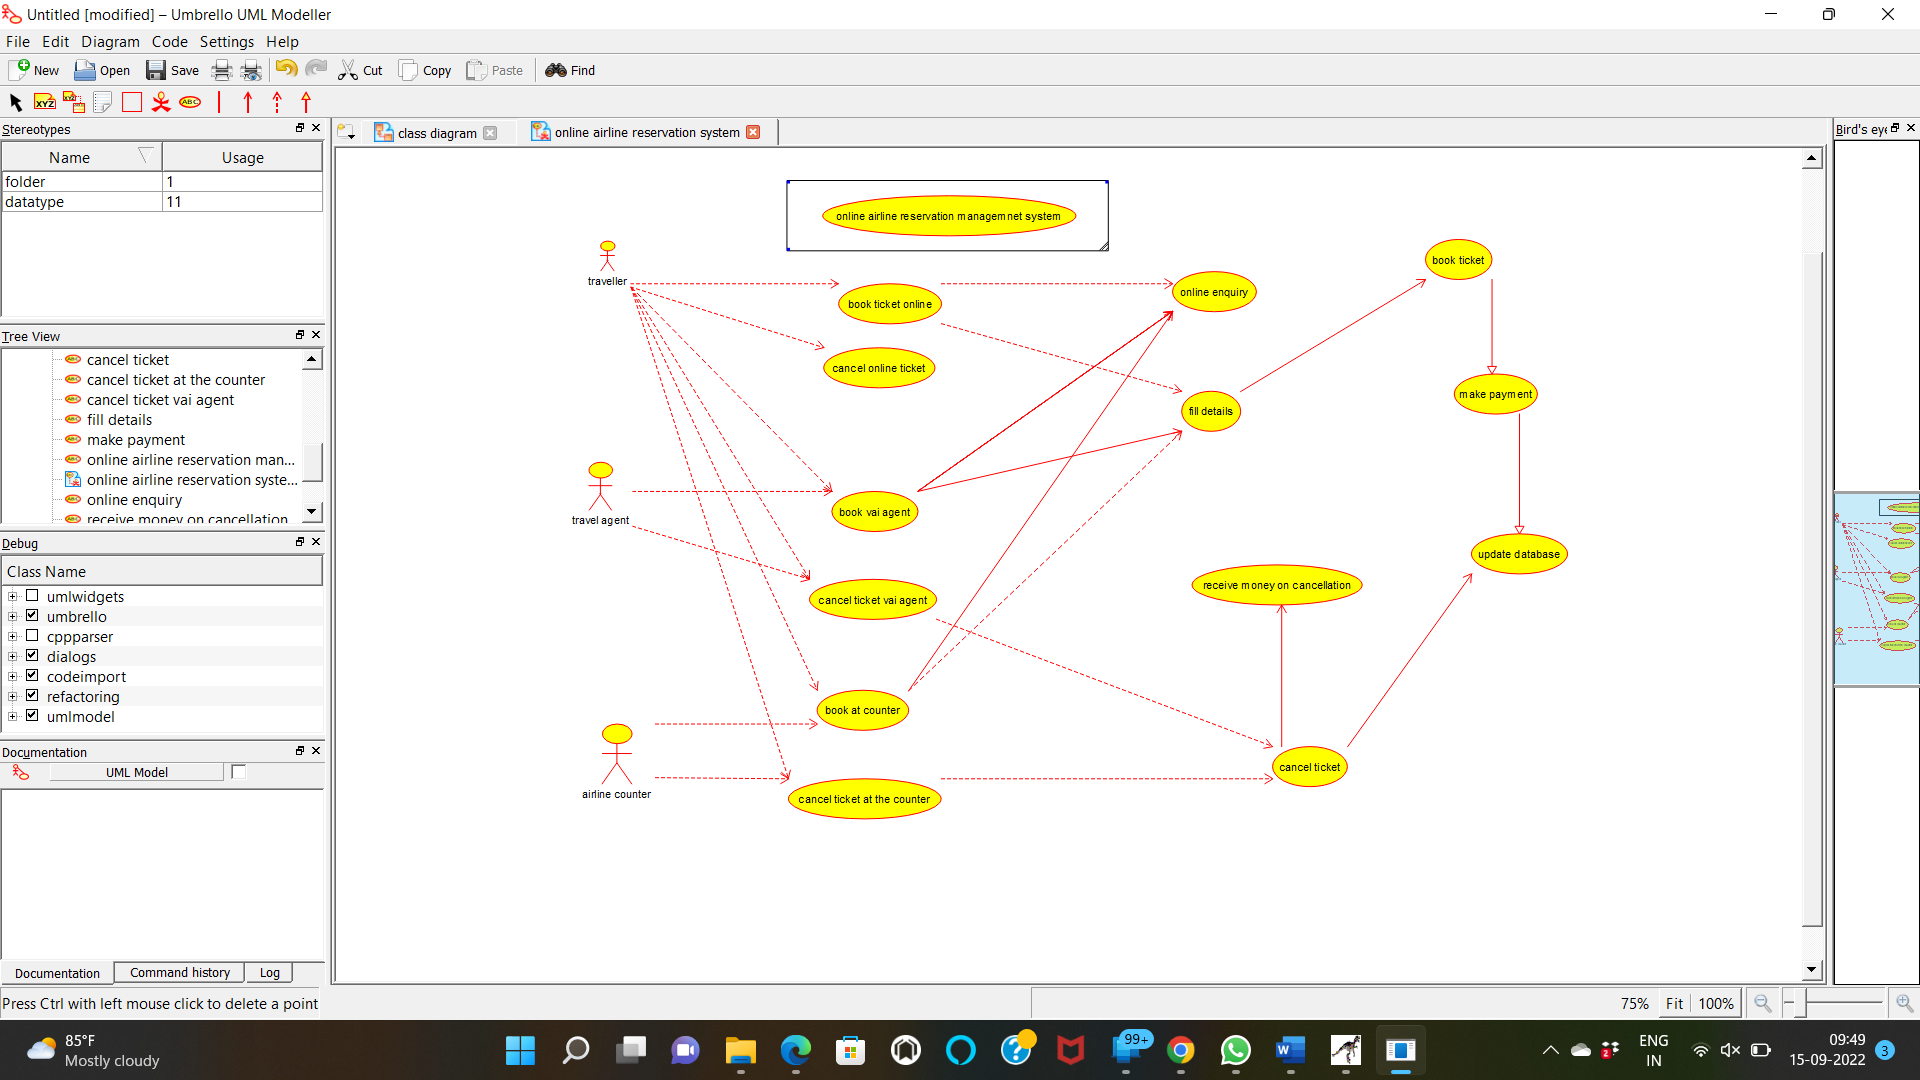 Untitled [modified] – Umbrello UML Modeller
File Edit Diagram Code Settings Help
New Open Save Cut Copy Paste Find
XYZ XYZ ABC
Stereotypes
Name Usage
folder 1
datatype 11
Tree View
cancel ticket
cancel ticket at the counter
cancel ticket vai agent
fill details
make payment
online airline reservation man...
online airline reservation syste...
online enquiry
receive money on cancellation
Debug
Class Name
umlwidgets
umbrello
cppparser
dialogs
codeimport
refactoring
umlmodel
Documentation
UML Model
Documentation Command history Log
Press Ctrl with left mouse click to delete a point
class diagram
online airline reservation system
online airline reservation managemnet system
traveller
book ticket online
online enquiry
book ticket
cancel online ticket
fill details
make payment
travel agent
book vai agent
update database
cancel ticket vai agent
receive money on cancellation
book at counter
airline counter
cancel ticket at the counter
cancel ticket
Bird's eye
75% Fit 100%
85°F
Mostly cloudy
99+
2
ENG
IN
09:49
15-09-2022
3